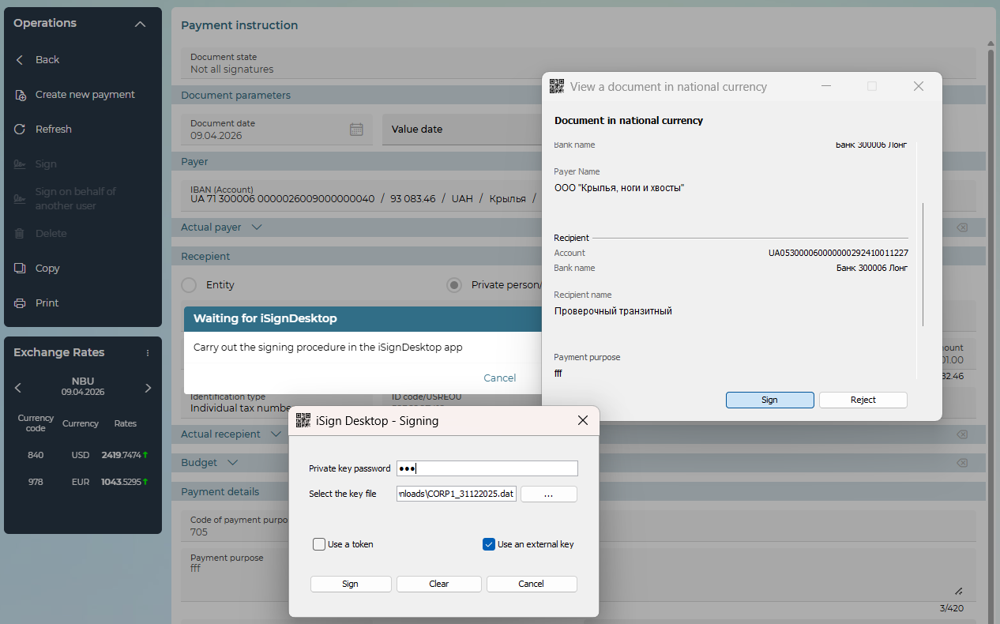 Operations
Back
Create new payment
Refresh
Sign
Sign on behalf of
another user
Delete
Copy
Print
Exchange Rates
NBU
09.04.2026
Currency
code
Currency
Rates
840 USD 2419.7474
978 EUR 1043.5295
Payment instruction
Document state
Not all signatures
Document parameters
Document date
09.04.2026
Value date
Payer
IBAN (Account)
UA 71 300006 0000026009000000040 / 93 083.46 / UAH / Крылья /
Actual payer
Recepient
Entity
Private person/
Waiting for iSignDesktop
Carry out the signing procedure in the iSignDesktop app
Cancel
Identification type
Individual tax numbe
ID code/USREOU
Actual recepient
Budget
Payment details
Code of payment purpo
705
Payment purpose
fff
3/420
View a document in national currency
Document in national currency
Bank name Банк 300006 Лонг
Payer Name
ООО "Крылья, ноги и хвосты"
Recipient
Account UA053000060000000292410011227
Bank name Банк 300006 Лонг
Recipient name
Проверочный транзитный
Payment purpose
fff
Sign
Reject
iSign Desktop - Signing
Private key password
Select the key file
nloads\CORP1_31122025.dat
...
Use a token
Use an external key
Sign
Clear
Cancel